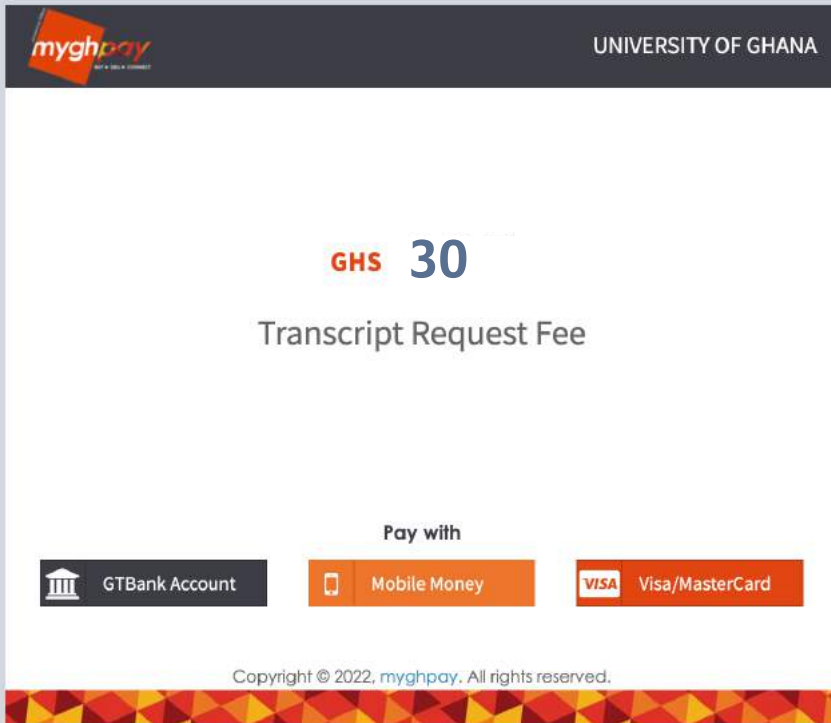 myghpay
UNIVERSITY OF GHANA
GHS 30
Transcript Request Fee
Pay with
GTBank Account
Mobile Money
VISA Visa/MasterCard
Copyright © 2022, myghpay. All rights reserved.